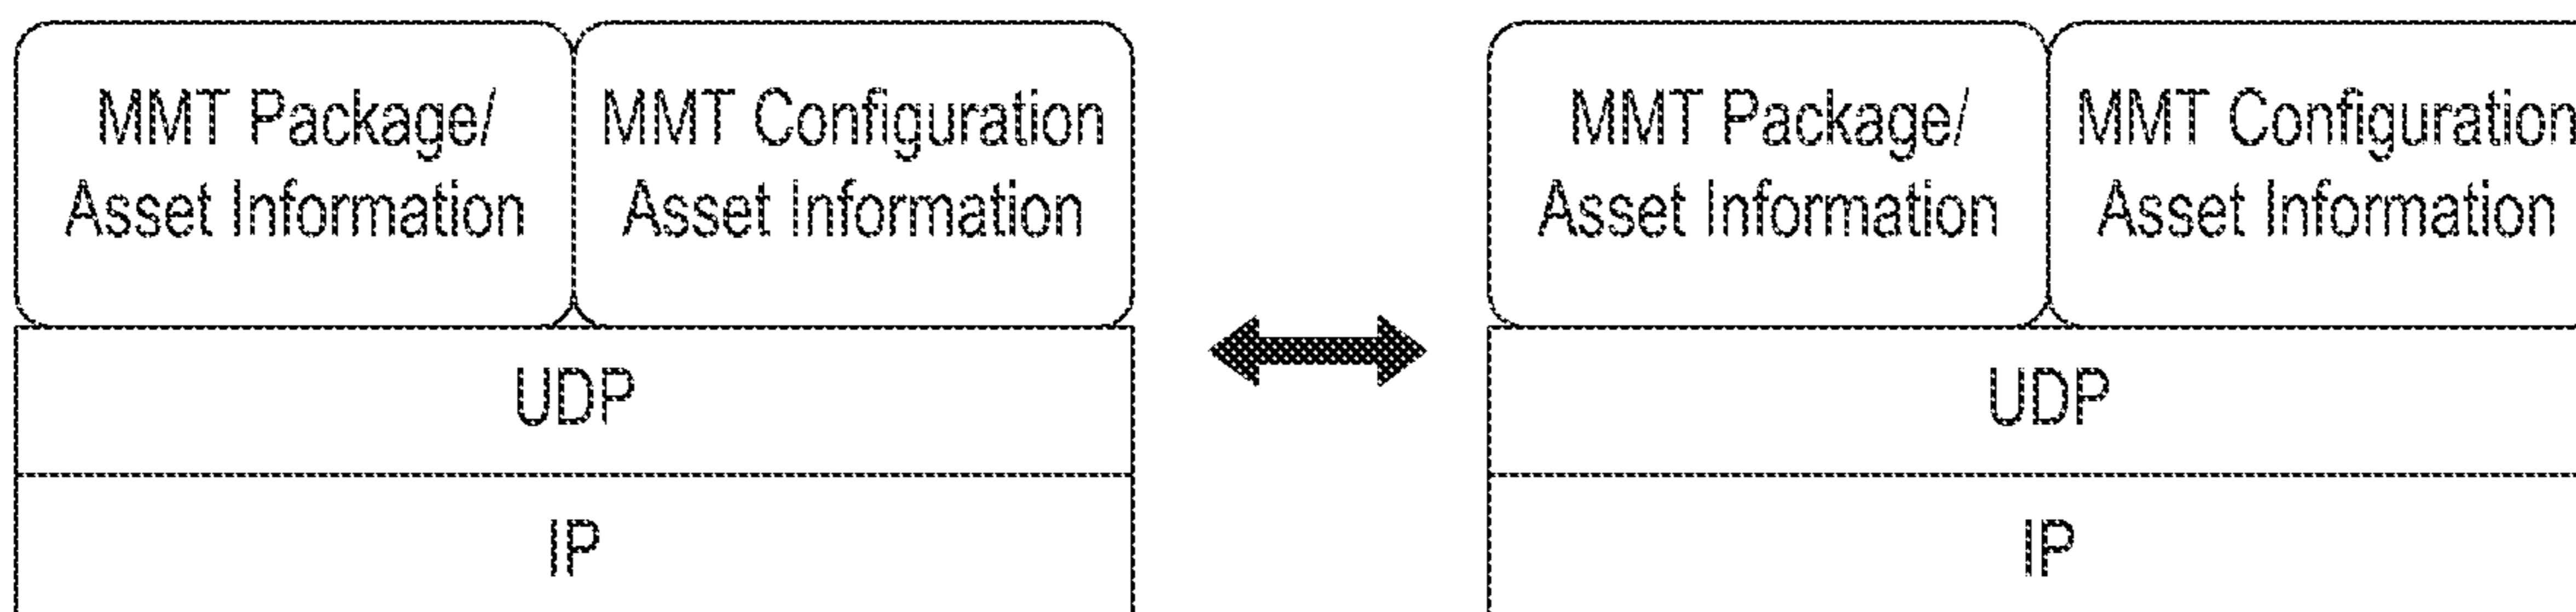 MMT Package/
Asset Information
MMT Configuration
Asset Information
UDP
IP
MMT Package/
Asset Information
MMT Configuration
Asset Information
UDP
IP